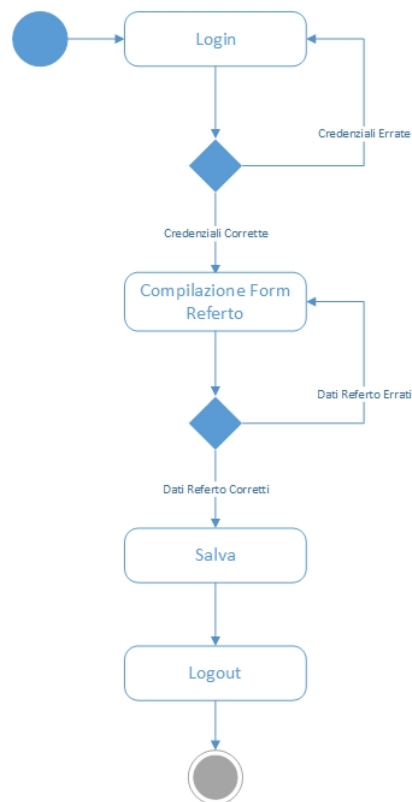 Login
Credenziali Errate
Credenziali Corrette
Compilazione Form
Referto
Dati Referto Errati
Dati Referto Corretti
Salva
Logout